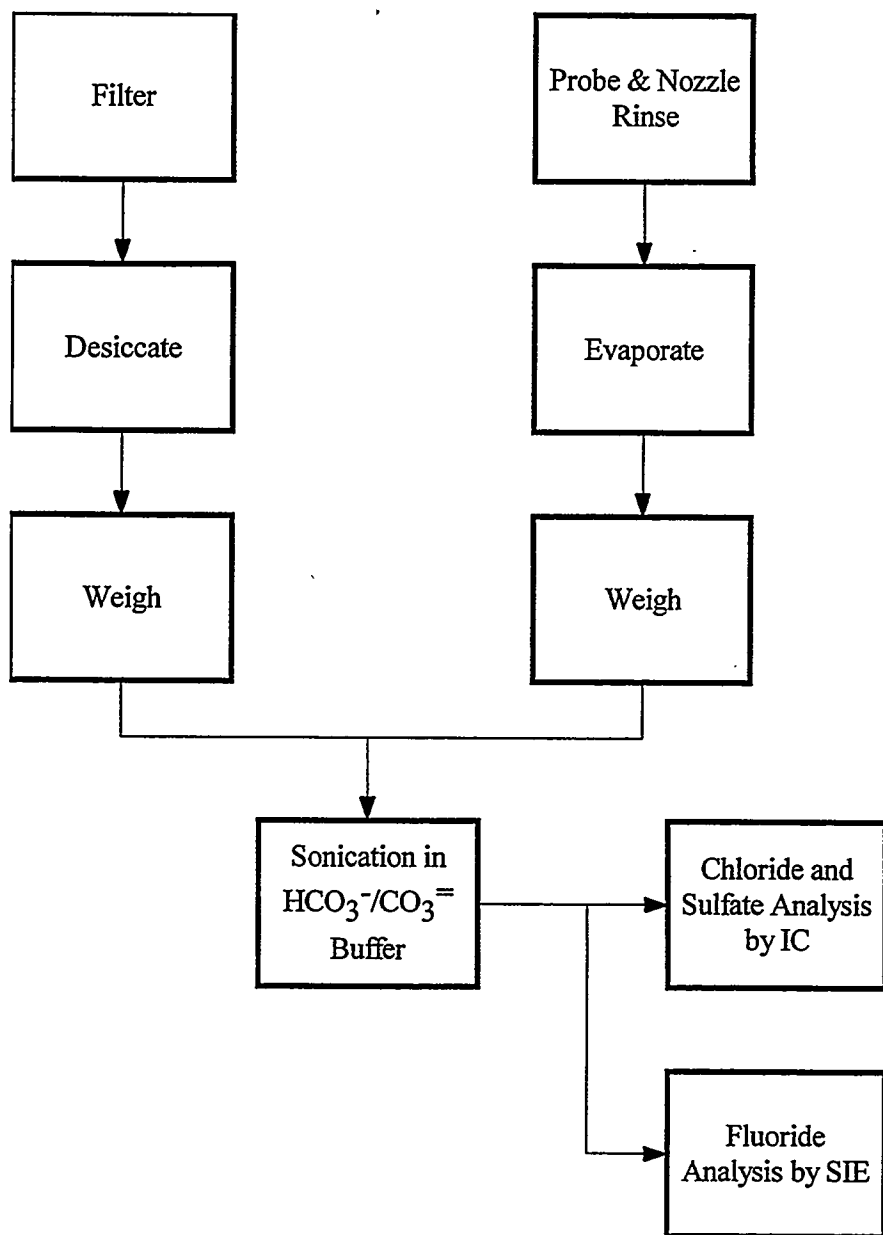 Filter
Probe & Nozzle
Rinse
Desiccate
Evaporate
Weigh
Weigh
Sonication in
HCO3-/CO3=
Buffer
Chloride and
Sulfate Analysis
by IC
Fluoride
Analysis by SIE